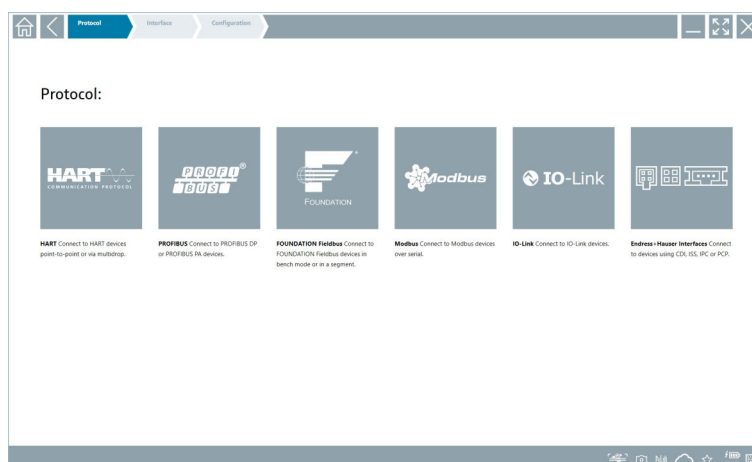 Protocol
Interface
Configuration
Protocol:
HART
COMMUNICATION PROTOCOL
PROFI®
BUS
FOUNDATION
Modbus
IO-Link
HART Connect to HART devices
point-to-point or via multidrop.
PROFIBUS Connect to PROFIBUS DP
or PROFIBUS PA devices.
FOUNDATION Fieldbus Connect to
FOUNDATION Fieldbus devices in
bench mode or in a segment.
Modbus Connect to Modbus devices
over serial.
IO-Link Connect to IO-Link devices.
Endress+Hauser Interfaces Connect
to devices using CDI, ISS, IPC or PCP.